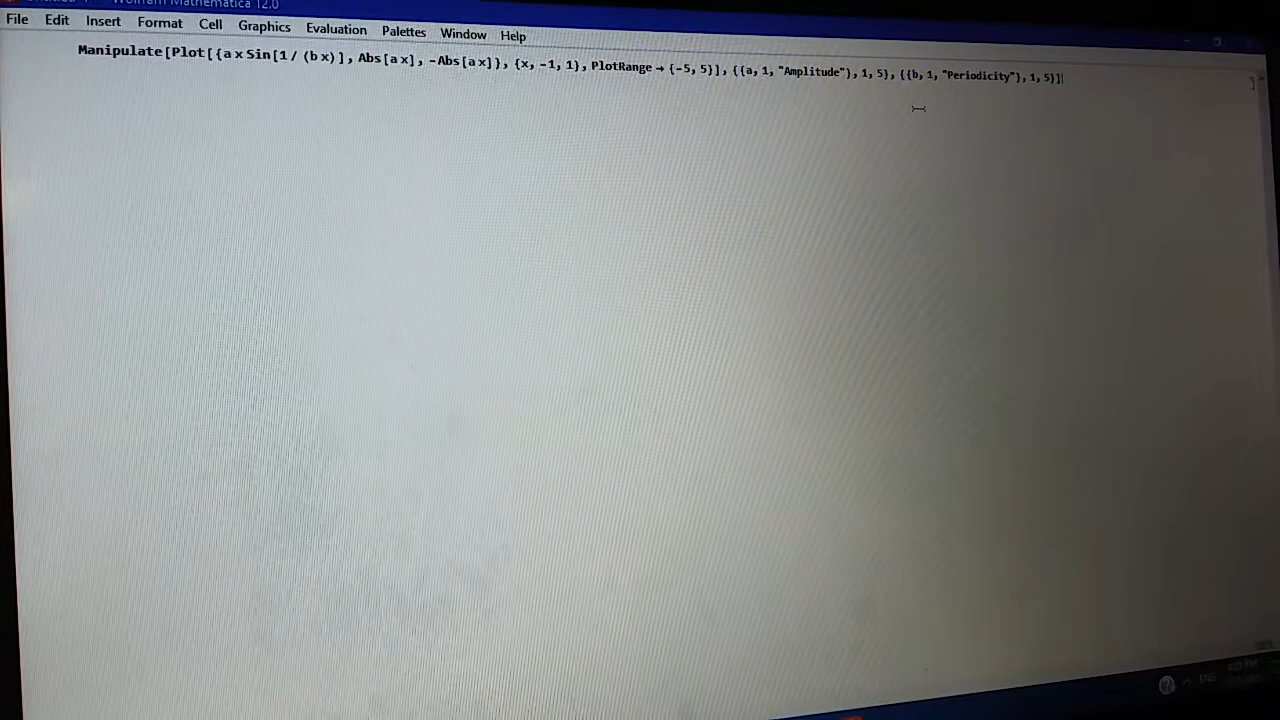 Wolfram Mathematica 12.0
File Edit Insert Format Cell Graphics Evaluation Palettes Window Help
Manipulate[Plot[{a x Sin[1 / (b x)], Abs[a x], -Abs[a x]}, {x, -1, 1}, PlotRange → {-5, 5}], {{a, 1, "Amplitude"}, 1, 5}, {{b, 1, "Periodicity"}, 1, 5}]
ENG